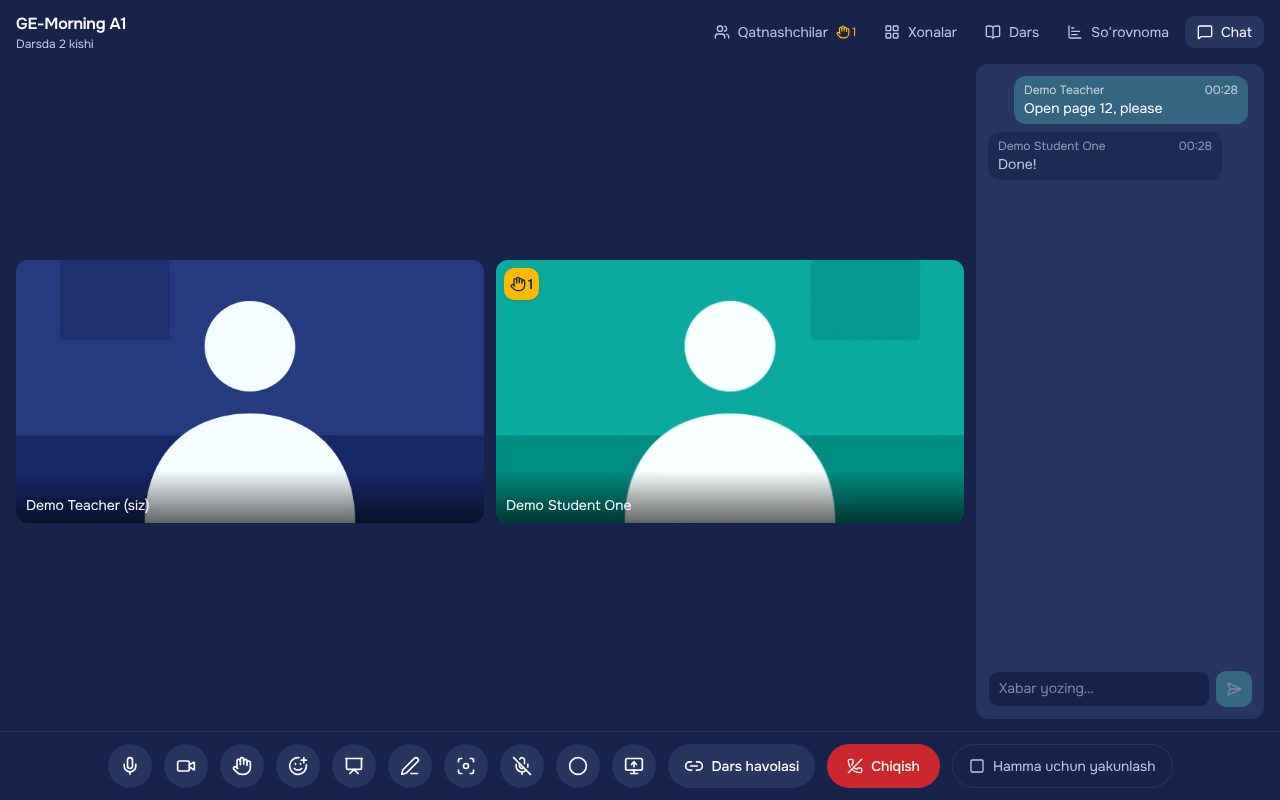 GE-Morning A1
Darsda 2 kishi
Qatnashchilar 1
Xonalar
Dars
So‘rovnoma
Chat
Demo Teacher 00:28
Open page 12, please
Demo Student One 00:28
Done!
1
Demo Teacher (siz)
Demo Student One
Xabar yozing...
Dars havolasi
Chiqish
Hamma uchun yakunlash